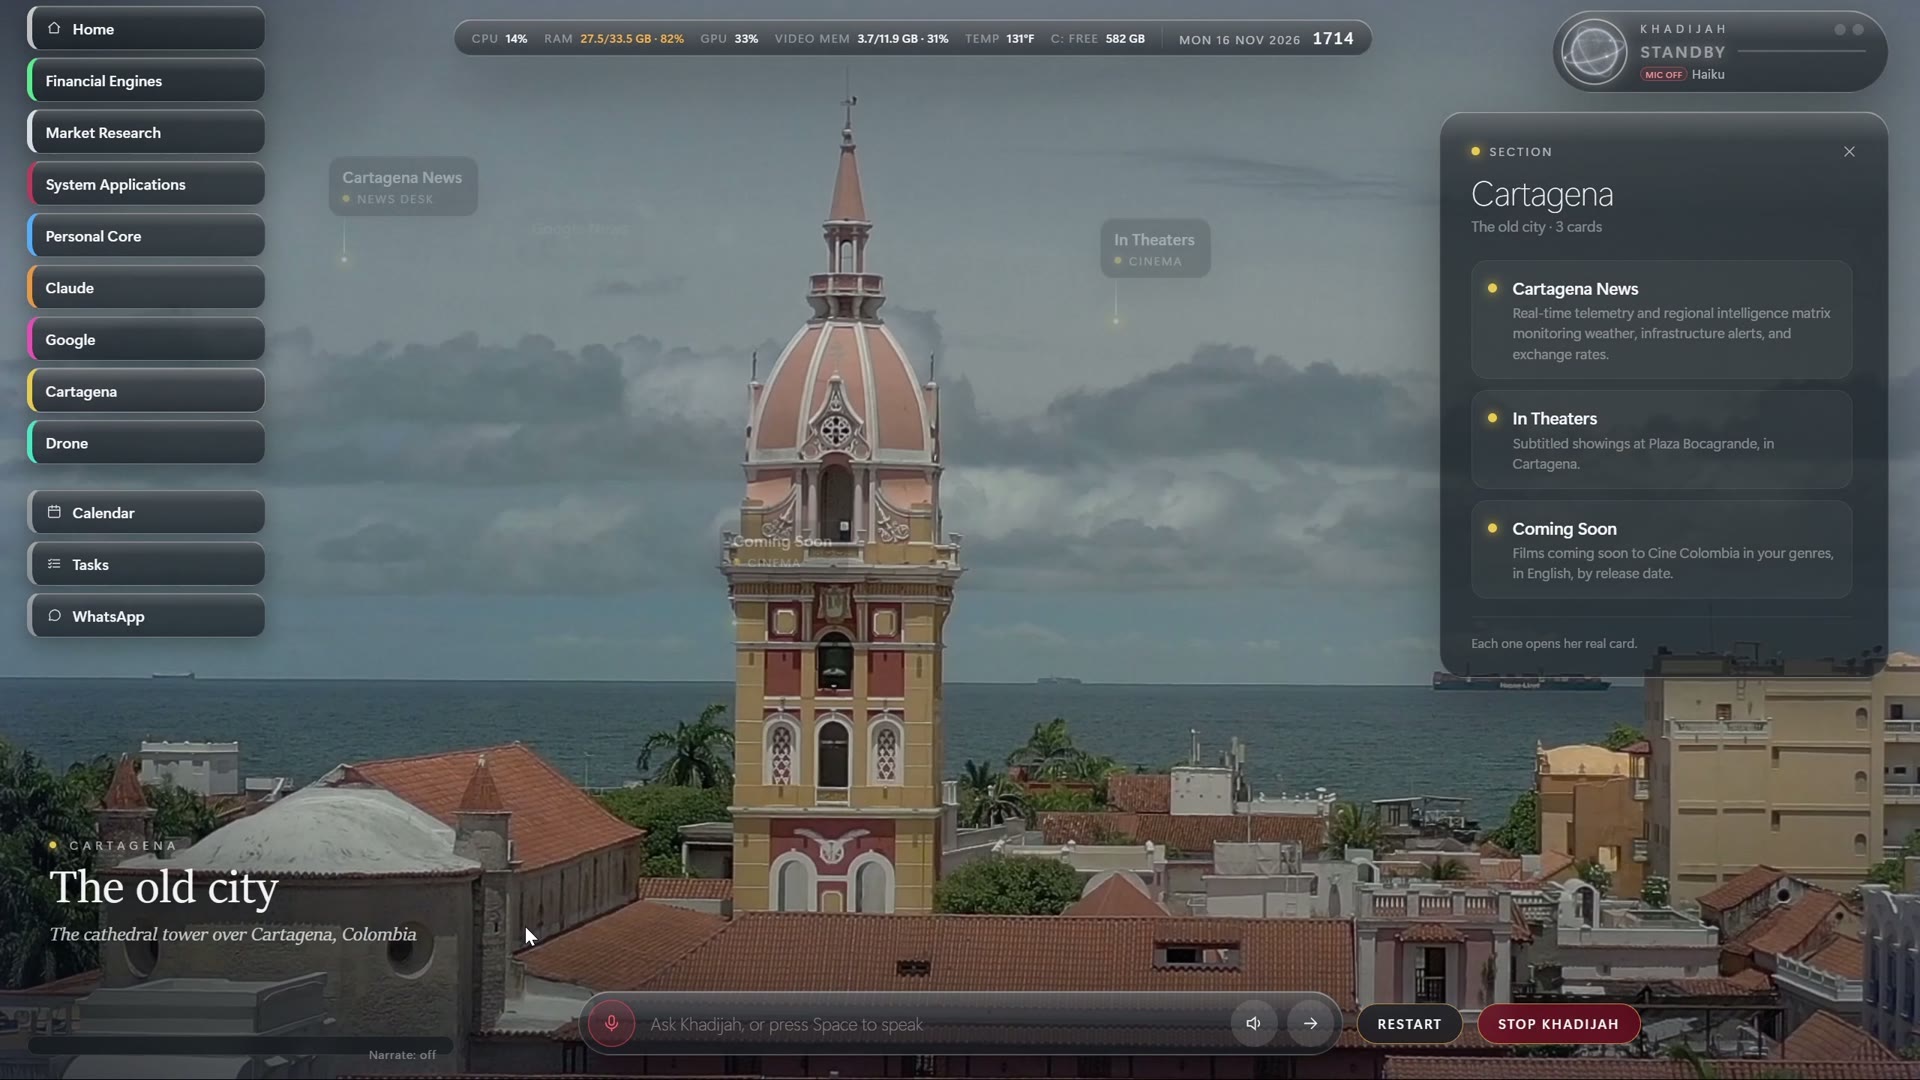 Home
Financial Engines
Market Research
System Applications
Personal Core
Claude
Google
Cartagena
Drone
Calendar
Tasks
WhatsApp
CPU 14% RAM 27.5/33.5 GB · 82% GPU 33% VIDEO MEM 3.7/11.9 GB · 31% TEMP 131°F C: FREE 582 GB MON 16 NOV 2026 1714
KHADIJAH
STANDBY
MIC OFF Haiku
Cartagena News
NEWS DESK
Google News
In Theaters
CINEMA
Coming Soon
CINEMA
SECTION
Cartagena
The old city · 3 cards
Cartagena News
Real-time telemetry and regional intelligence matrix
monitoring weather, infrastructure alerts, and
exchange rates.
In Theaters
Subtitled showings at Plaza Bocagrande, in
Cartagena.
Coming Soon
Films coming soon to Cine Colombia in your genres,
in English, by release date.
Each one opens her real card.
Hapag-Lloyd
CARTAGENA
The old city
The cathedral tower over Cartagena, Colombia
Narrate: off
Ask Khadijah, or press Space to speak
RESTART
STOP KHADIJAH